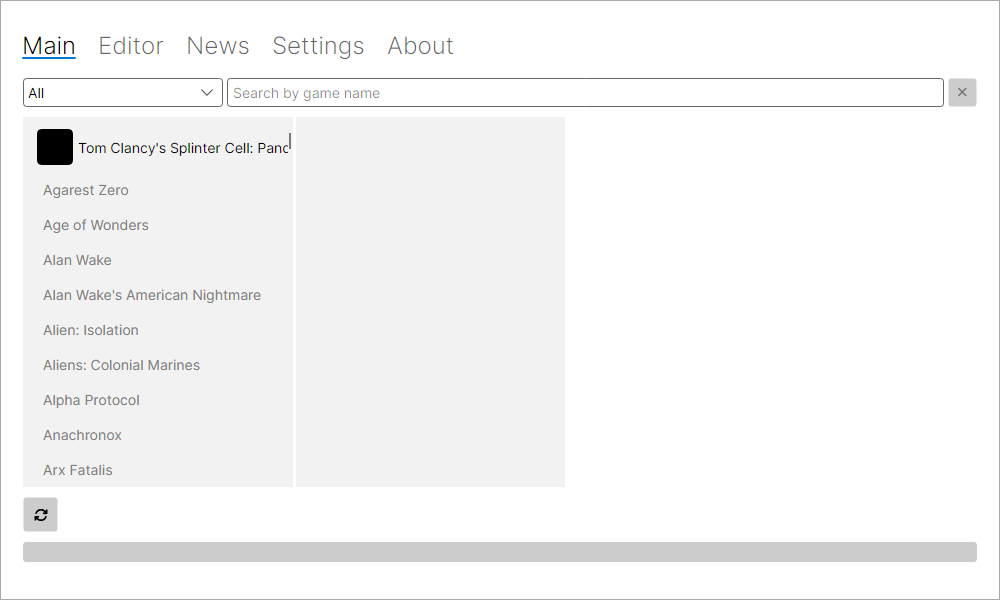 Main Editor News Settings About
All Search by game name
Tom Clancy's Splinter Cell:
Agarest Zero
Age of Wonders
Alan Wake
Alan Wake's American Nightmare
Alien: Isolation
Aliens: Colonial Marines
Alpha Protocol
Anachronox
Arx Fatalis